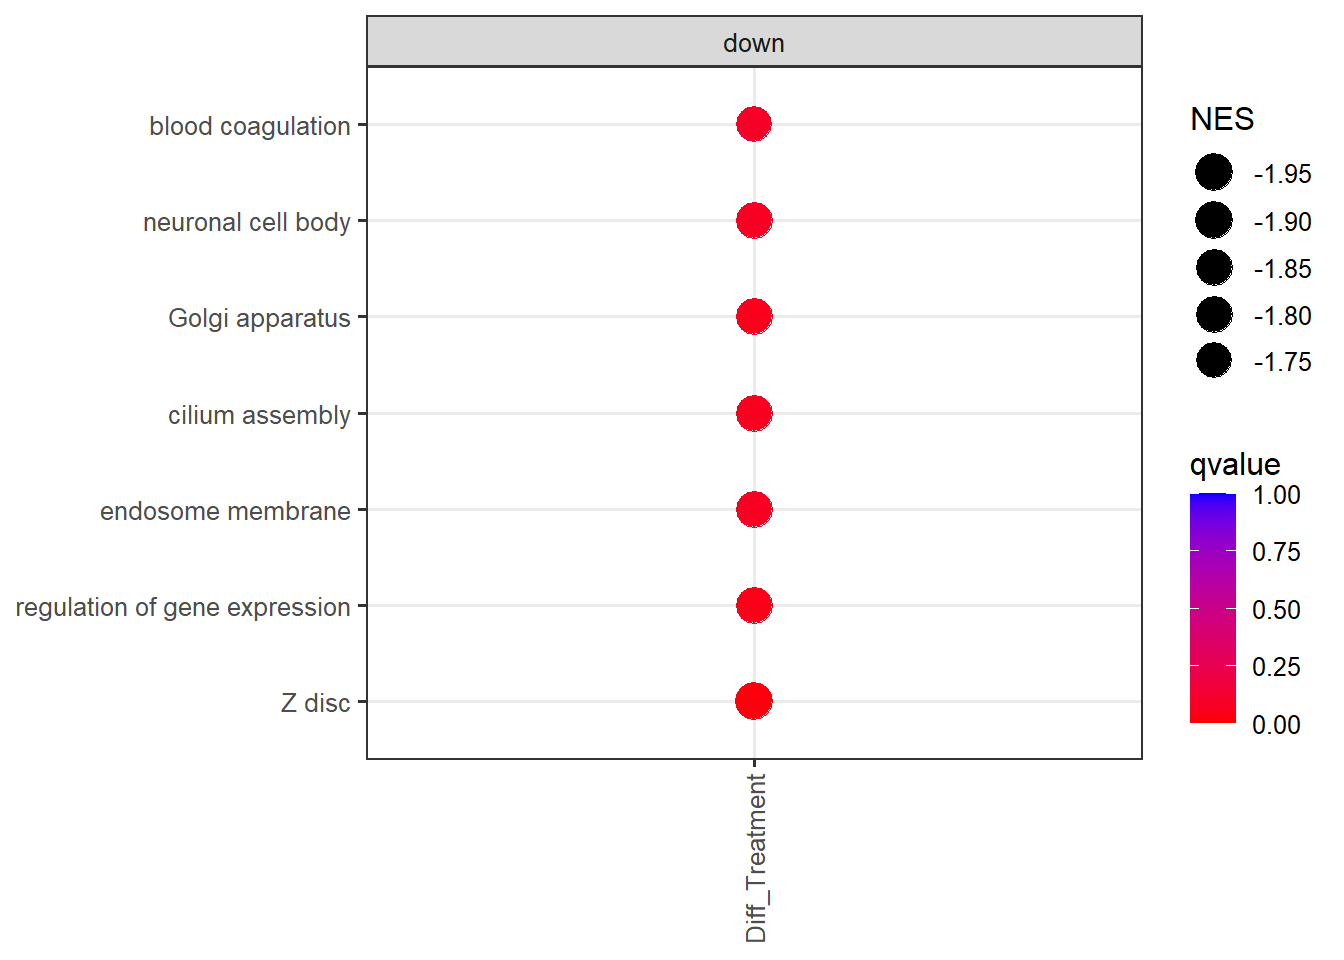 down
blood coagulation
neuronal cell body
Golgi apparatus
cilium assembly
endosome membrane
regulation of gene expression
Z disc
Diff_Treatment
NES
-1.95
-1.90
-1.85
-1.80
-1.75
qvalue
1.00
0.75
0.50
0.25
0.00